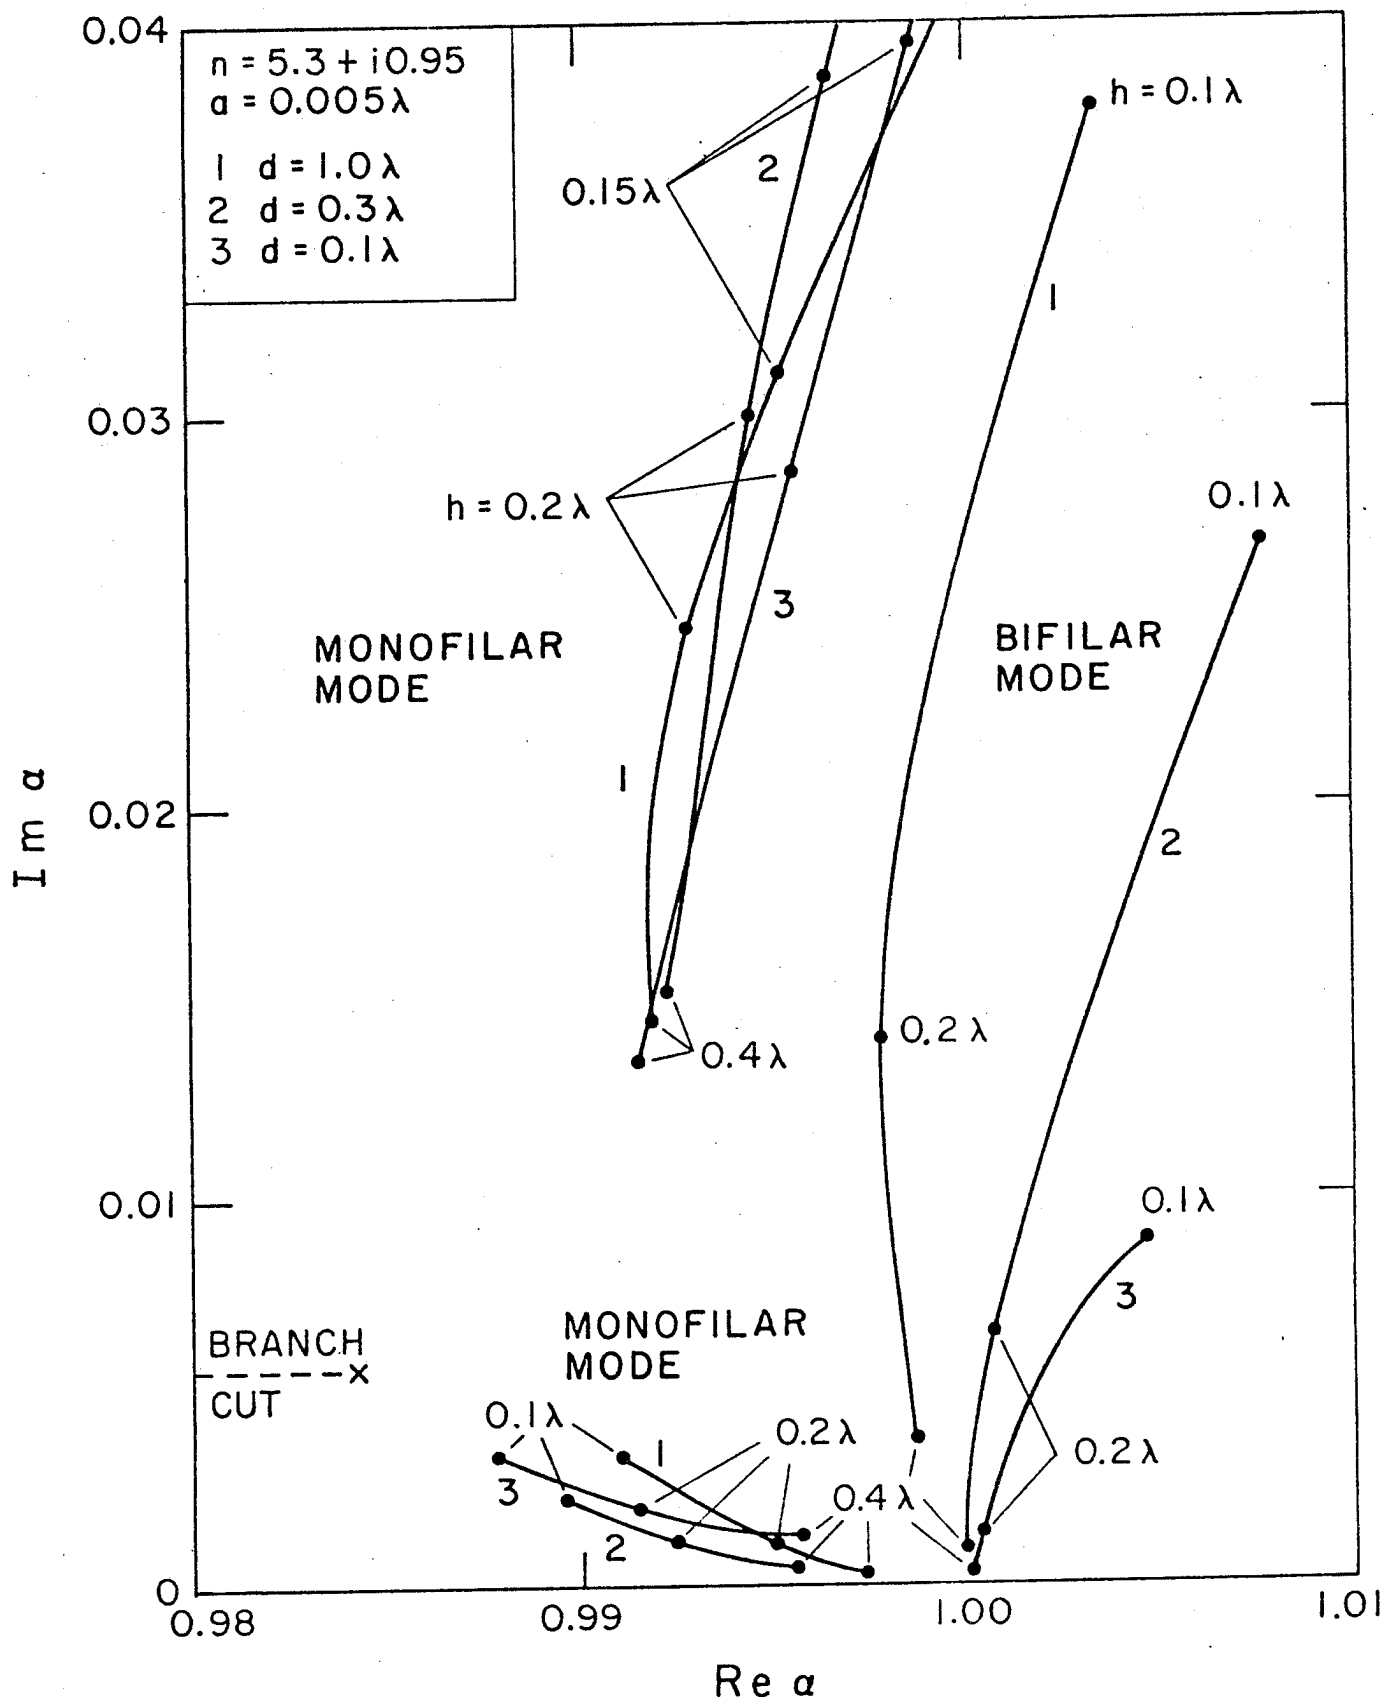 0.04
n = 5.3 + i0.95
a = 0.005λ
1 d = 1.0λ
2 d = 0.3λ
3 d = 0.1λ
h = 0.1λ
2
0.15λ
1
0.03
0.1λ
h = 0.2λ
3
MONOFILAR
MODE
BIFILAR
MODE
1
0.02
2
Im α
0.2λ
0.4λ
0.01
0.1λ
3
MONOFILAR
MODE
BRANCH
x
CUT
0.1λ
1
0.2λ
0.2λ
3
0.4λ
2
0
0.98
0.99
1.00
1.01
Re α